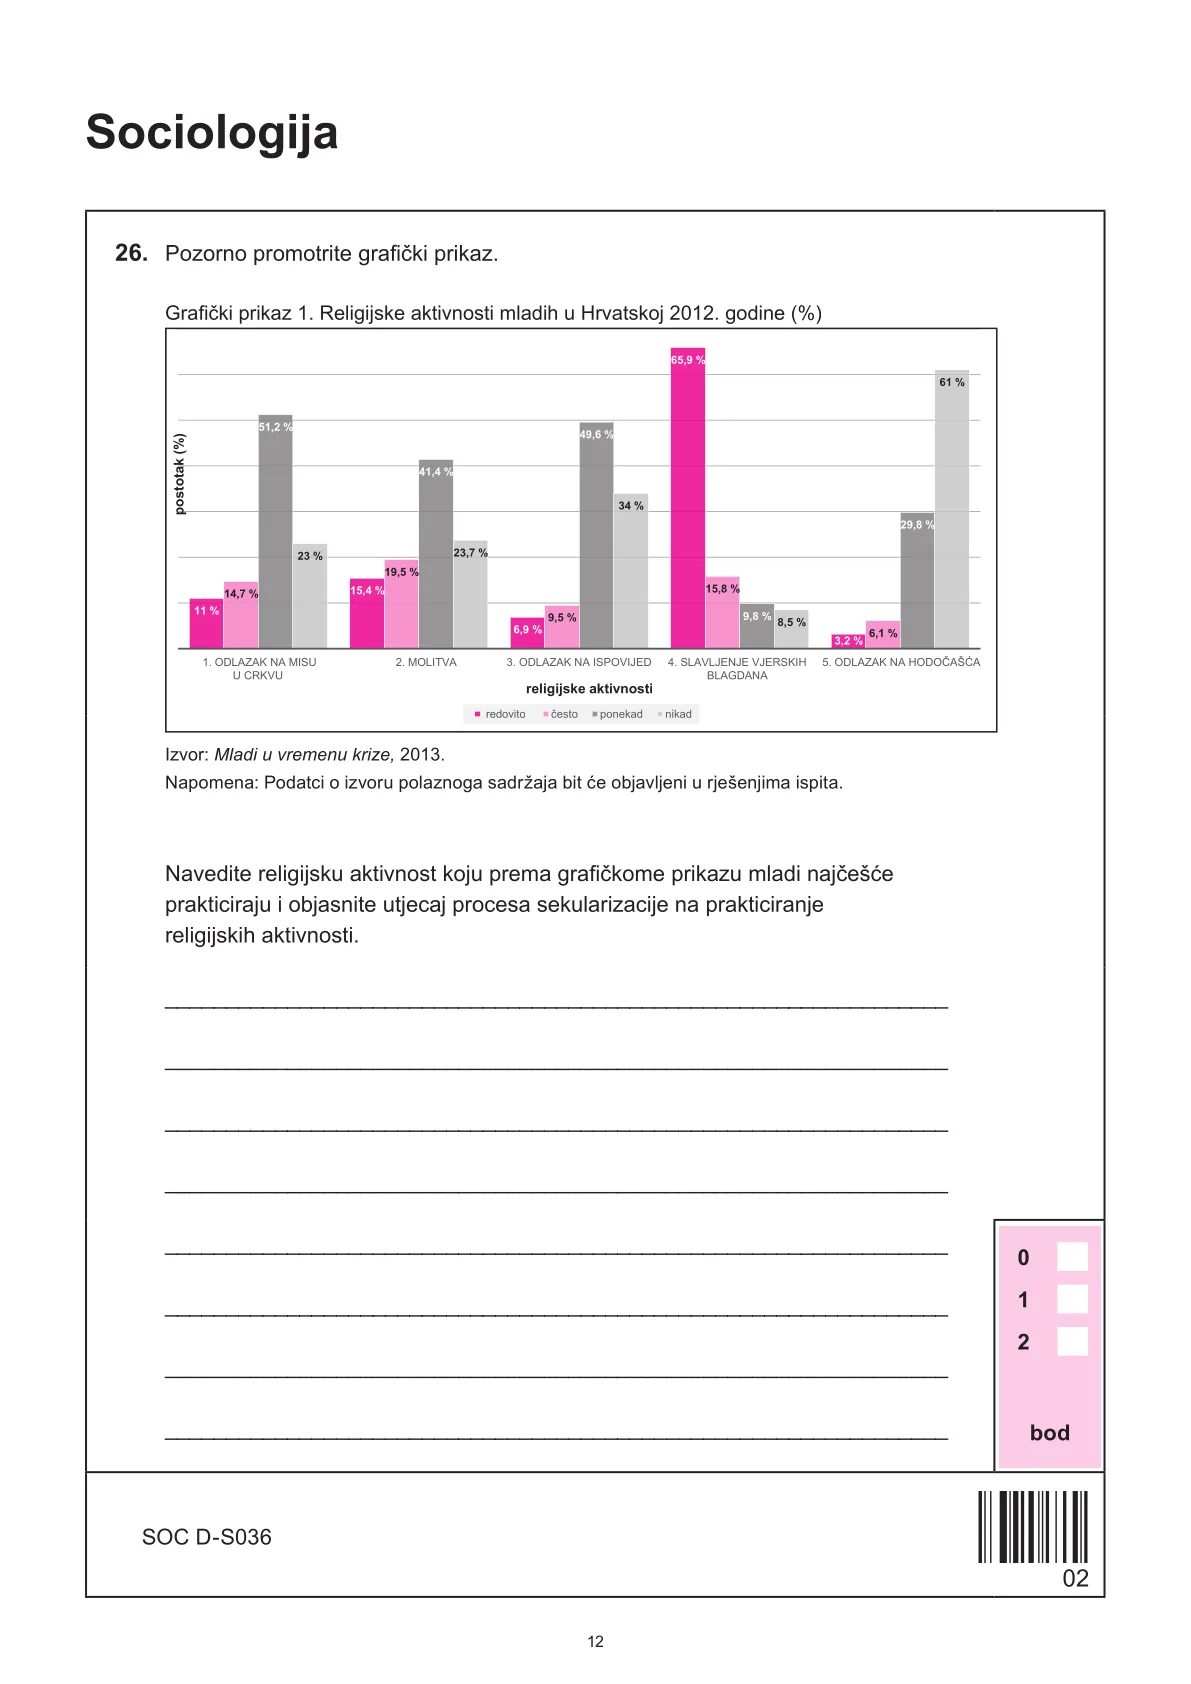 Sociologija
26. Pozorno promotrite grafički prikaz.
Grafički prikaz 1. Religijske aktivnosti mladih u Hrvatskoj 2012. godine (%)
postotak (%)
11 %
14,7 %
51,2 %
23 %
15,4 %
19,5 %
41,4 %
23,7 %
6,9 %
9,5 %
49,6 %
34 %
65,9 %
15,8 %
9,8 %
8,5 %
3,2 %
6,1 %
29,8 %
61 %
1. ODLAZAK NA MISU
U CRKVU
2. MOLITVA
3. ODLAZAK NA ISPOVIJED
4. SLAVLJENJE VJERSKIH
BLAGDANA
5. ODLAZAK NA HODOČAŠĆA
religijske aktivnosti
redovito često ponekad nikad
Izvor: Mladi u vremenu krize, 2013.
Napomena: Podatci o izvoru polaznoga sadržaja bit će objavljeni u rješenjima ispita.
Navedite religijsku aktivnost koju prema grafičkome prikazu mladi najčešće
prakticiraju i objasnite utjecaj procesa sekularizacije na prakticiranje
religijskih aktivnosti.
0
1
2
bod
SOC D-S036
02
12